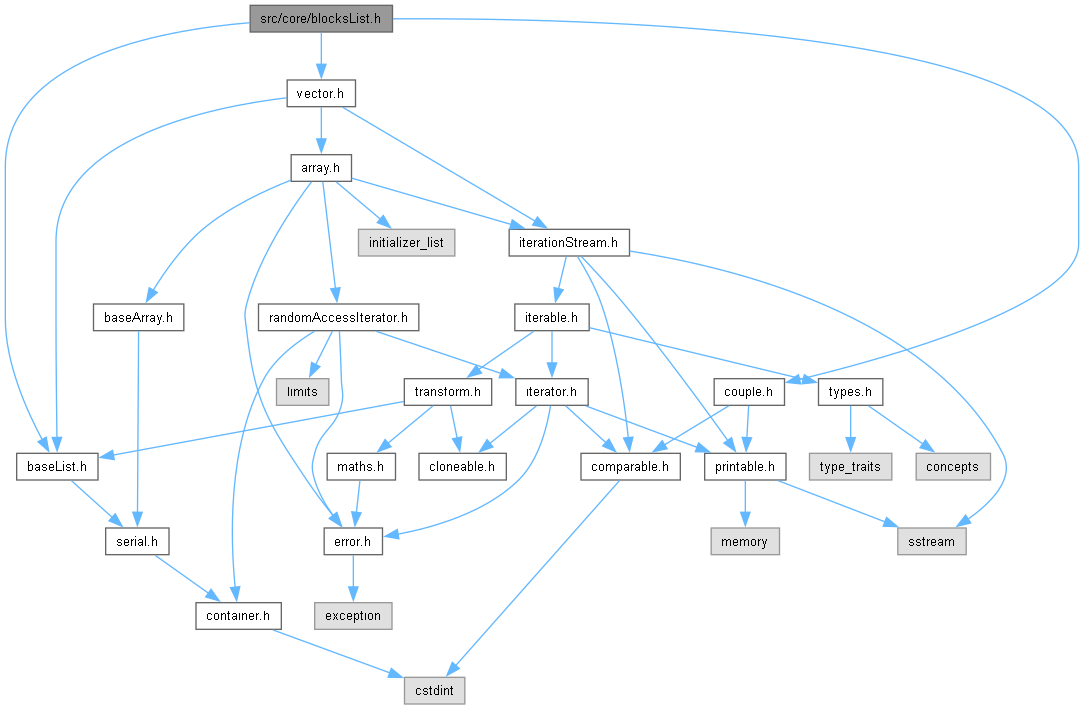 src/core/blocksList.h
vector.h
array.h
initializer_list
iterationStream.h
baseArray.h
randomAccessIterator.h
iterable.h
limits
transform.h
iterator.h
couple.h
types.h
baseList.h
maths.h
cloneable.h
comparable.h
printable.h
type_traits
concepts
serial.h
error.h
memory
sstream
container.h
exception
cstdint